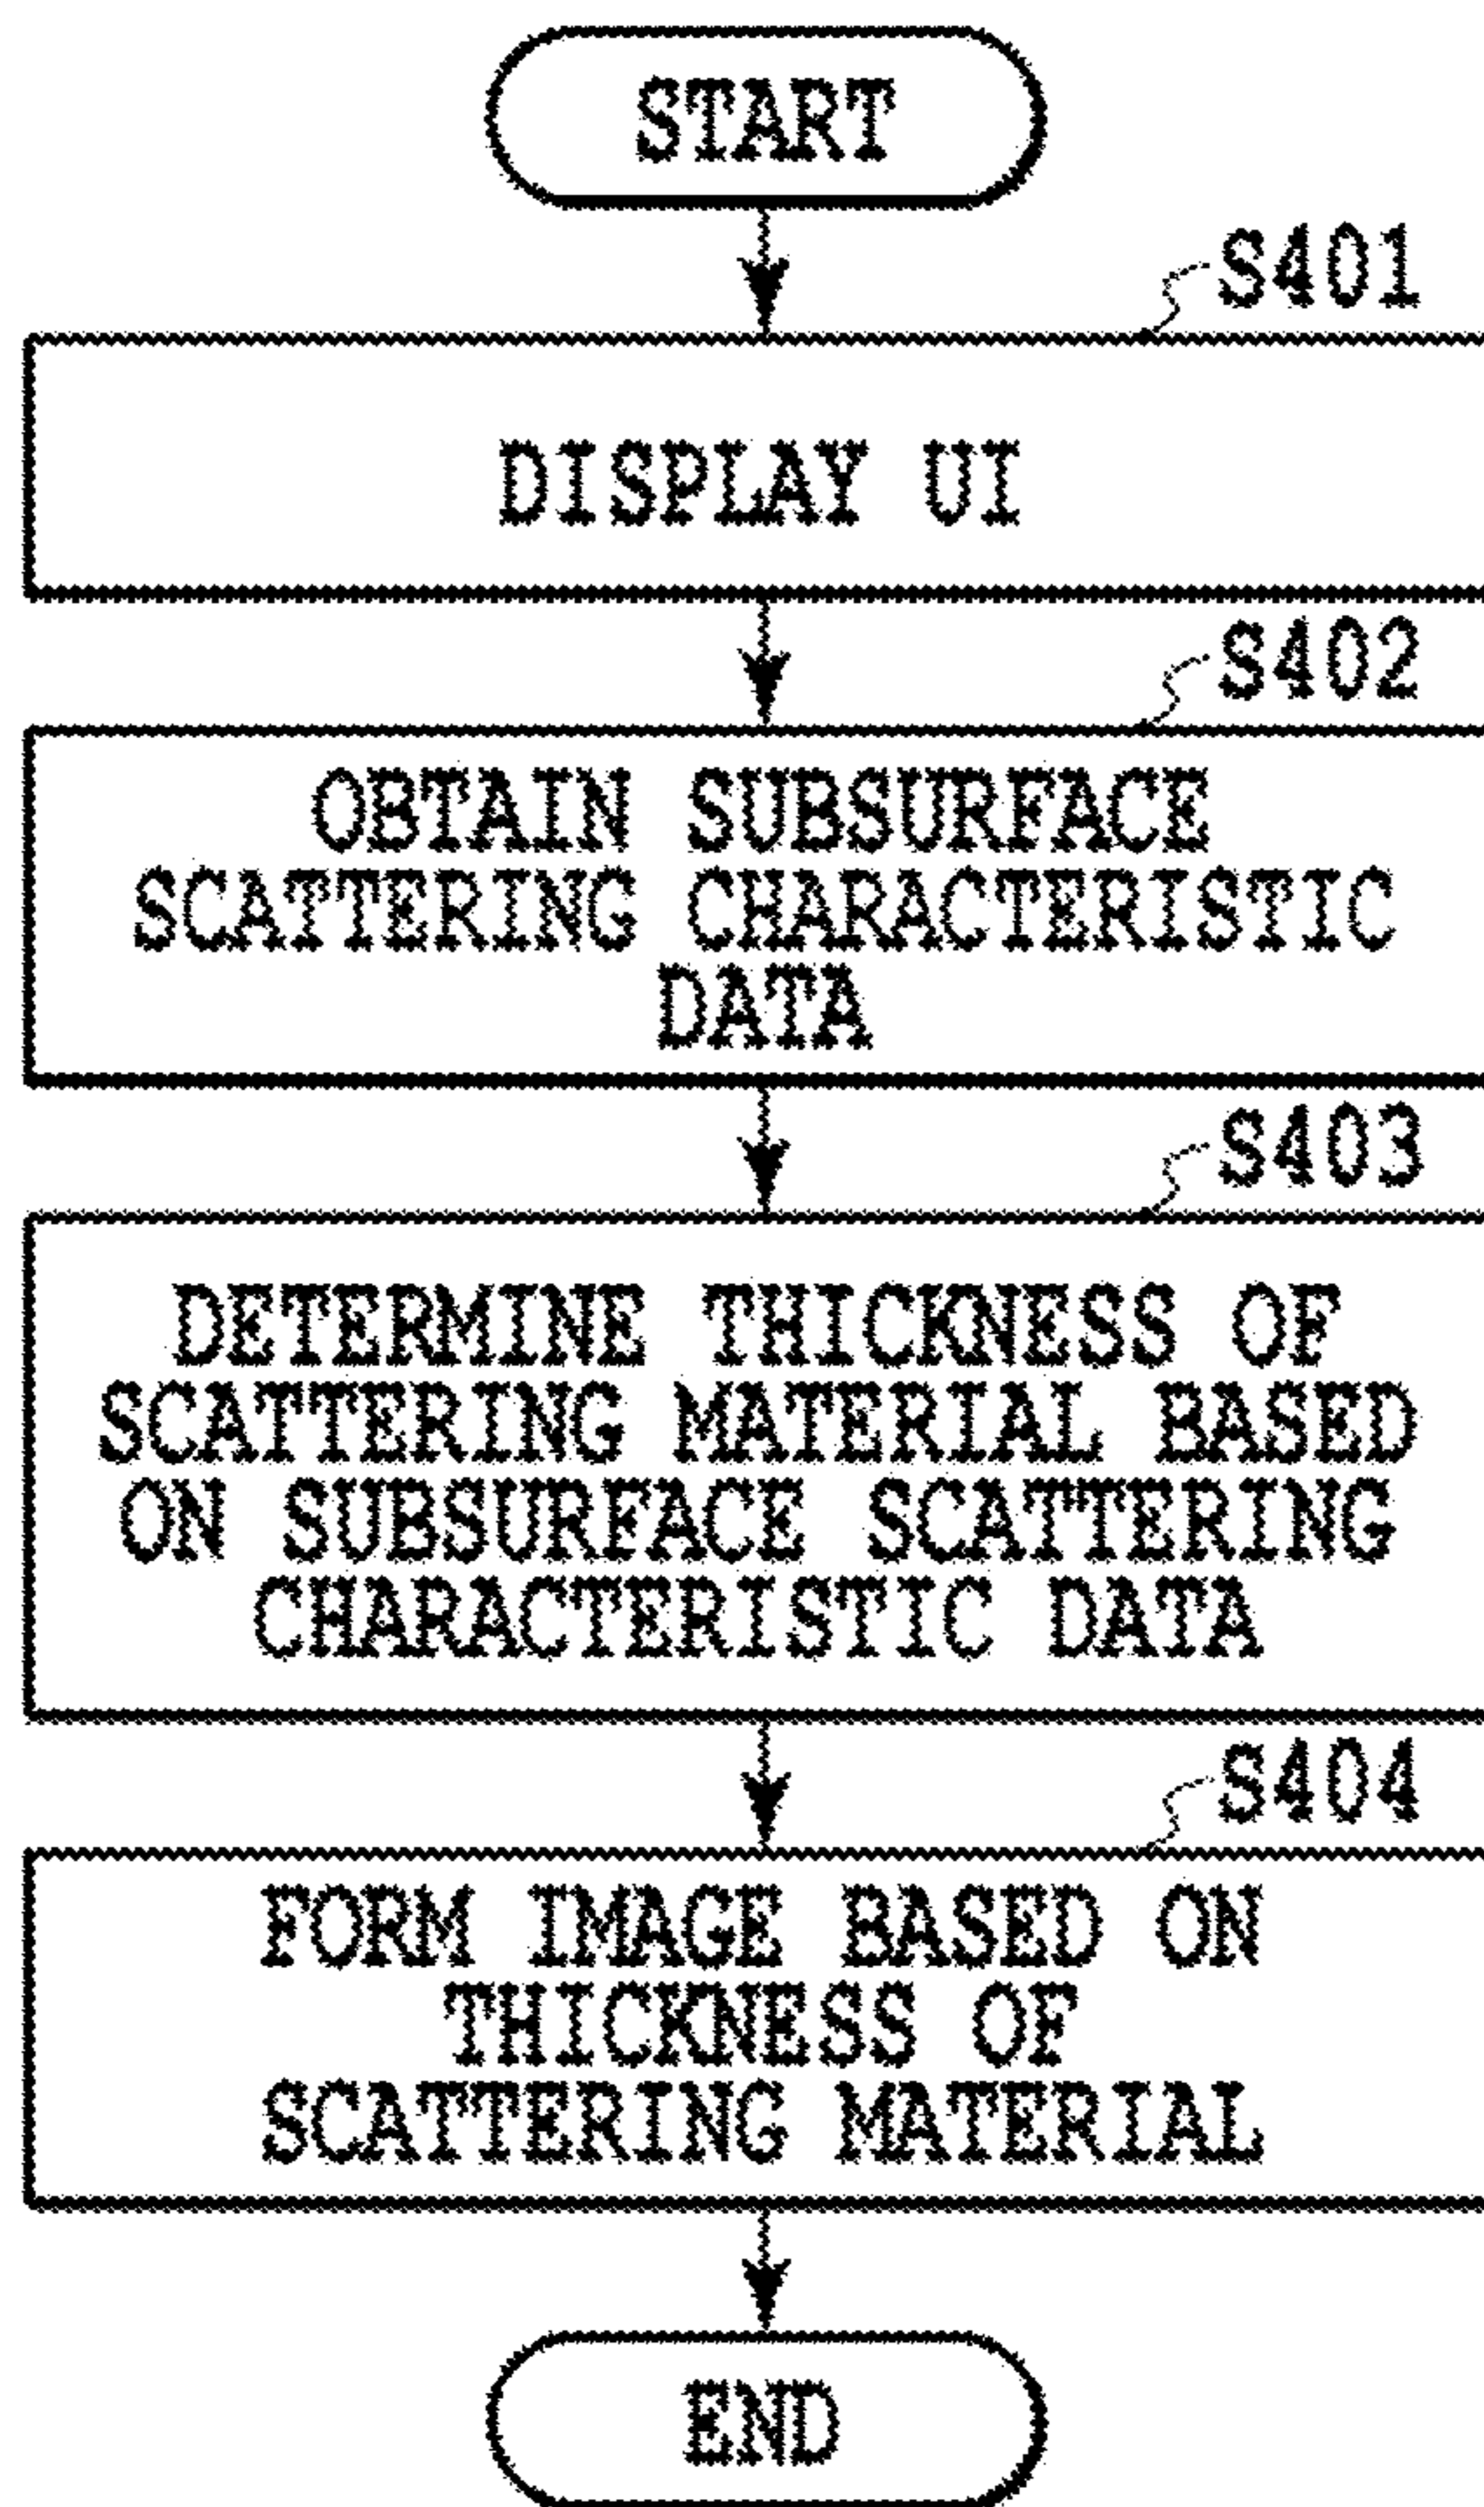 START
S401
DISPLAY UI
S402
OBTAIN SUBSURFACE
SCATTERING CHARACTERISTIC
DATA
S403
DETERMINE THICKNESS OF
SCATTERING MATERIAL BASED
ON SUBSURFACE SCATTERING
CHARACTERISTIC DATA
S404
FORM IMAGE BASED ON
THICKNESS OF
SCATTERING MATERIAL
END